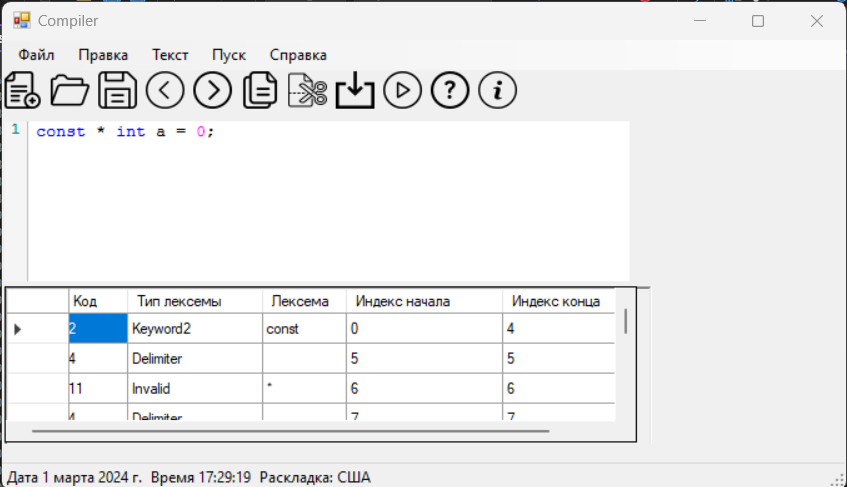 Compiler
Файл Правка Текст Пуск Справка
1 const * int a = 0;
Код Тип лексемы Лексема Индекс начала Индекс конца
2 Keyword2 const 0 4
4 Delimiter 5 5
11 Invalid * 6 6
4 Delimiter 7 7
Дата 1 марта 2024 г. Время 17:29:19 Раскладка: США